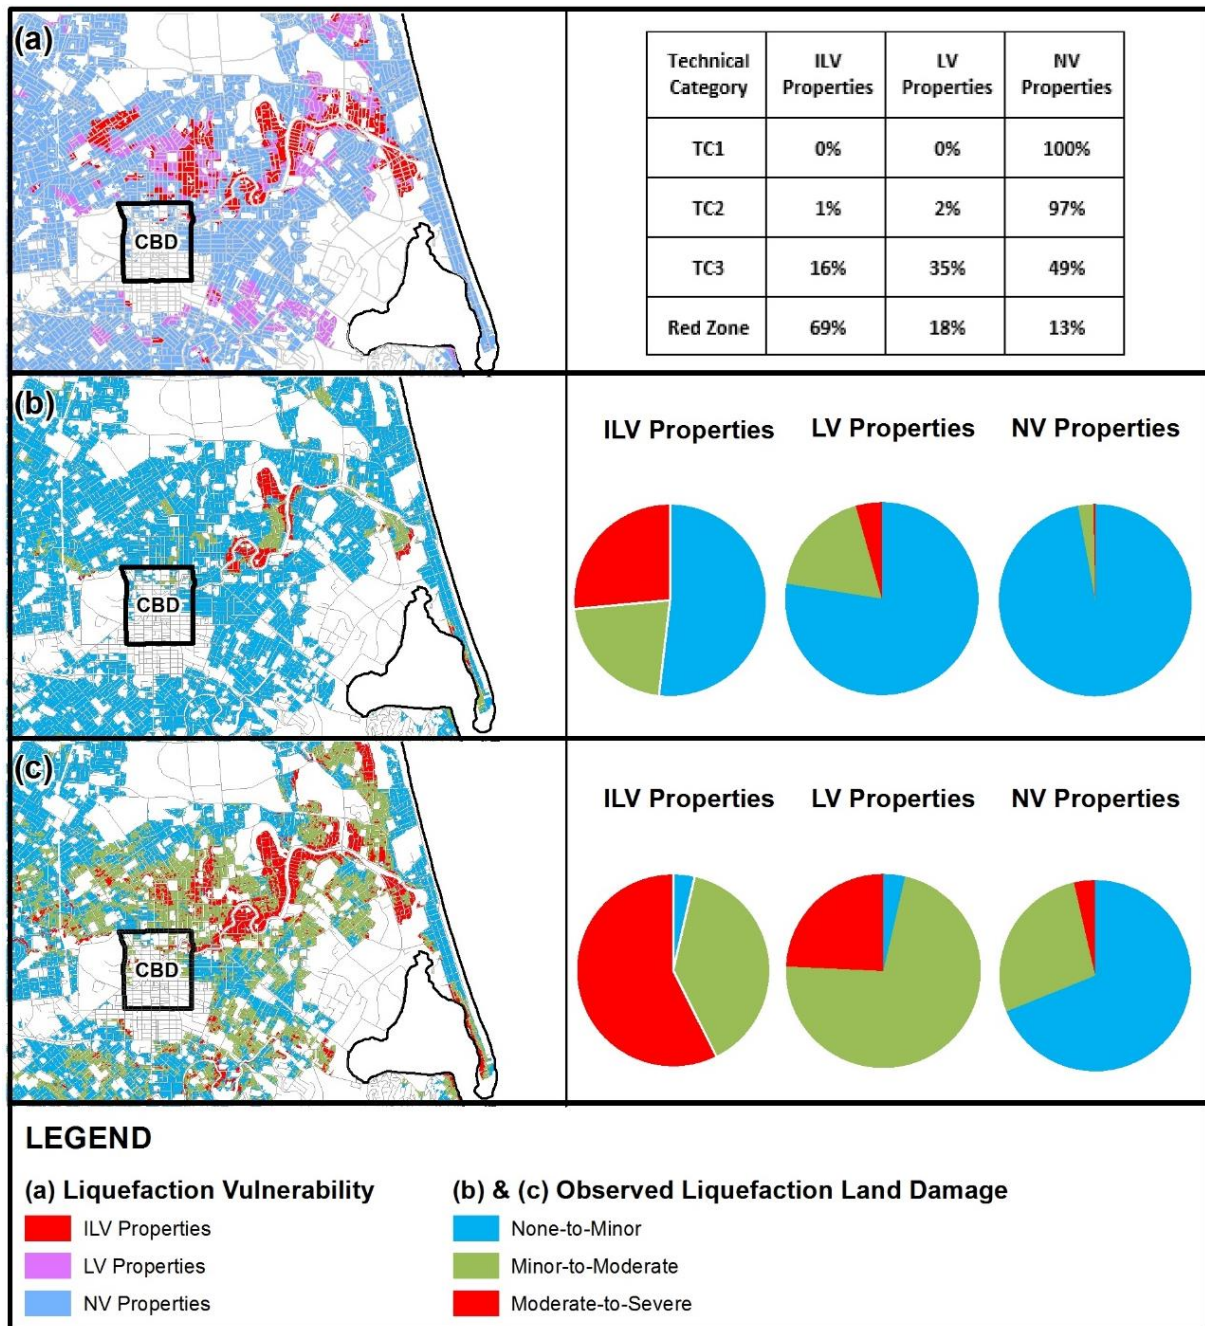 (a)
CBD
Technical Category ILV Properties LV Properties NV Properties
TC1 0% 0% 100%
TC2 1% 2% 97%
TC3 16% 35% 49%
Red Zone 69% 18% 13%
(b)
CBD
ILV Properties LV Properties NV Properties
(c)
CBD
ILV Properties LV Properties NV Properties
LEGEND
(a) Liquefaction Vulnerability
ILV Properties
LV Properties
NV Properties
(b) & (c) Observed Liquefaction Land Damage
None-to-Minor
Minor-to-Moderate
Moderate-to-Severe